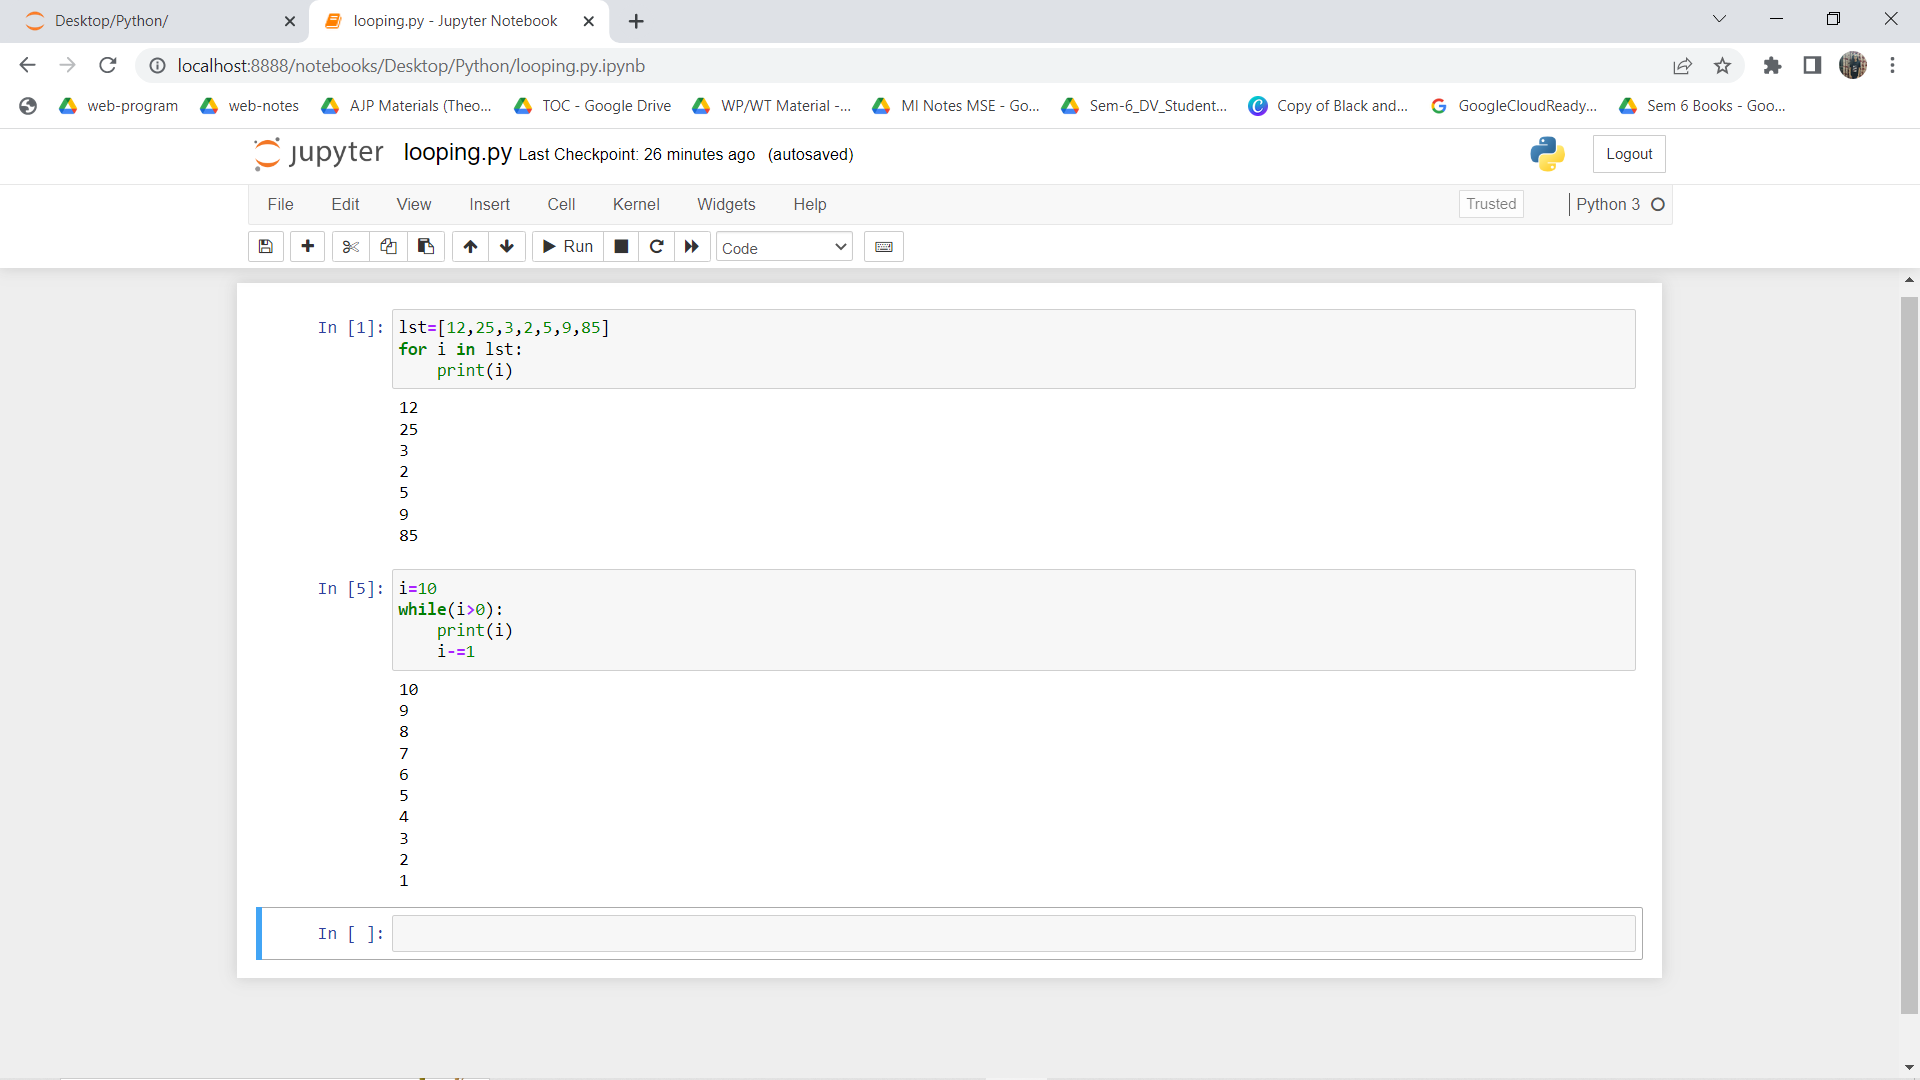 Desktop/Python/
looping.py - Jupyter Notebook
localhost:8888/notebooks/Desktop/Python/looping.py.ipynb
web-program
web-notes
AJP Materials (Theo...
TOC - Google Drive
WP/WT Material -...
MI Notes MSE - Go...
Sem-6_DV_Student...
Copy of Black and...
GoogleCloudReady...
Sem 6 Books - Goo...
jupyter looping.py Last Checkpoint: 26 minutes ago (autosaved)
Logout
File Edit View Insert Cell Kernel Widgets Help
Trusted
Python 3
Run
Code
In [1]: lst=[12,25,3,2,5,9,85]
for i in lst:
    print(i)
12
25
3
2
5
9
85
In [5]: i=10
while(i>0):
    print(i)
    i-=1
10
9
8
7
6
5
4
3
2
1
In [ ]: